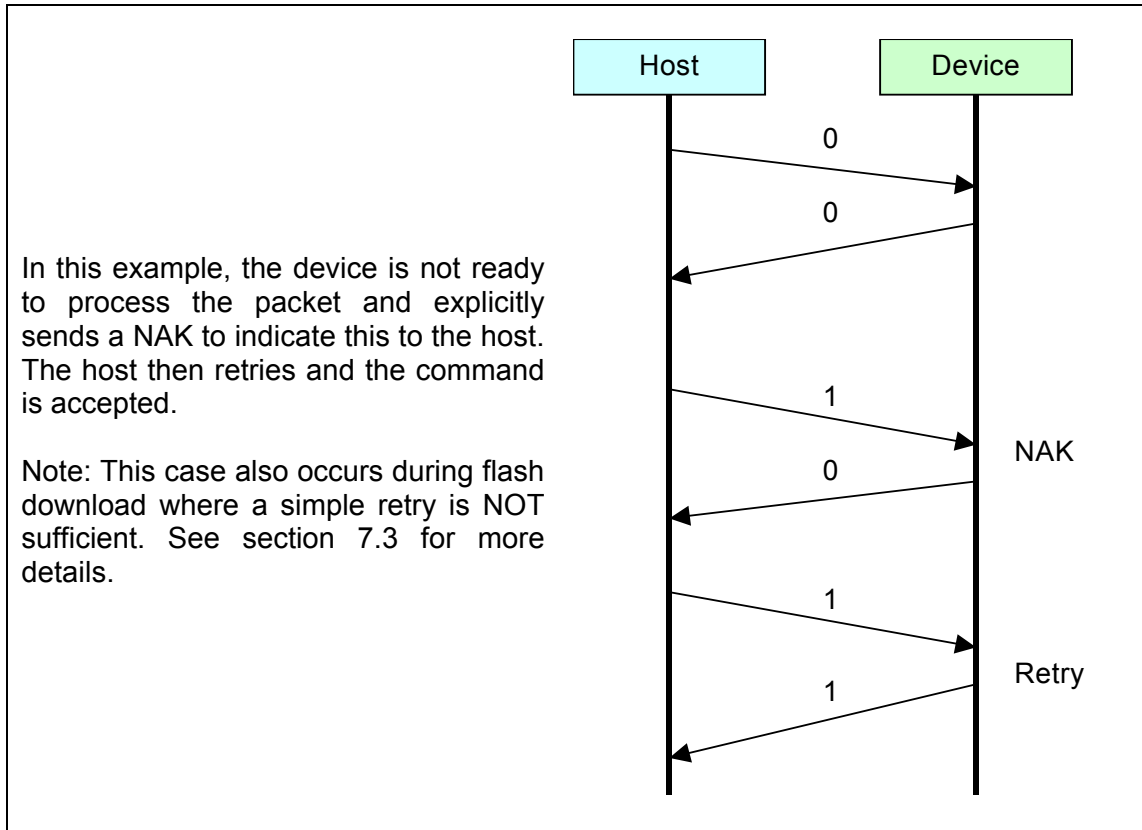 In this example, the device is not ready
to process the packet and explicitly
sends a NAK to indicate this to the host.
The host then retries and the command
is accepted.
Note: This case also occurs during flash
download where a simple retry is NOT
sufficient. See section 7.3 for more
details.
Host
Device
0
0
1
NAK
0
1
Retry
1